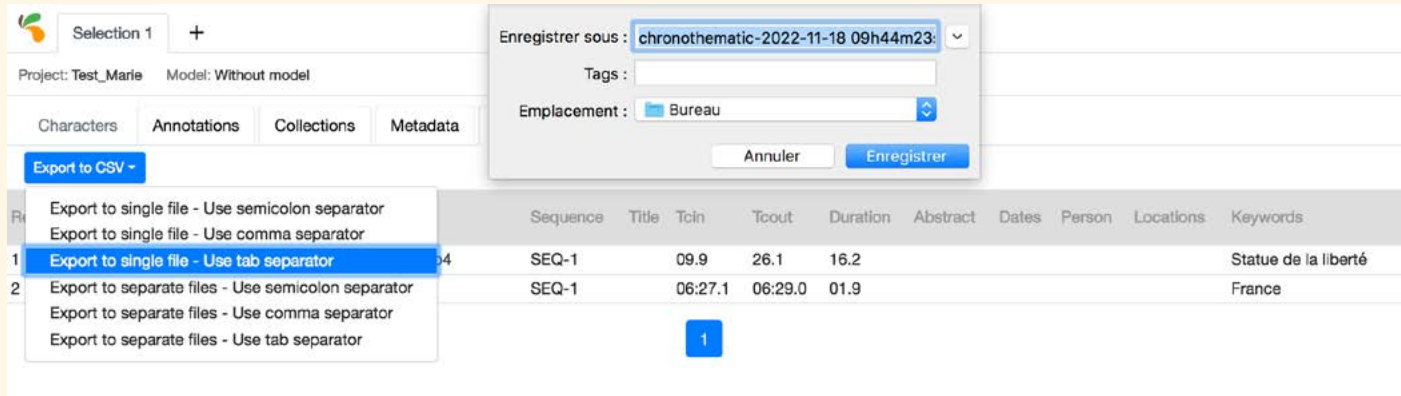 Selection 1 +
Enregistrer sous : chronothematic-2022-11-18 09h44m23s
Tags :
Project: Test_Marie Model: Without model
Emplacement : Bureau
Characters Annotations Collections Metadata
Annuler Enregistrer
Export to CSV
Sequence Title Tcin Tcout Duration Abstract Dates Person Locations Keywords
Export to single file - Use semicolon separator
Export to single file - Use comma separator
1 Export to single file - Use tab separator SEQ-1 09.9 26.1 16.2 Statue de la liberté
2 Export to separate files - Use semicolon separator SEQ-1 06:27.1 06:29.0 01.9 France
Export to separate files - Use comma separator
Export to separate files - Use tab separator
1